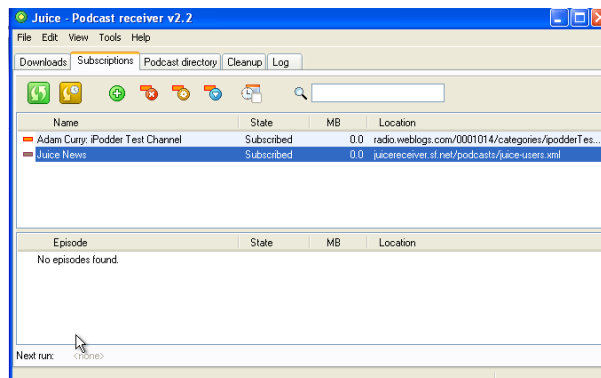 Juice - Podcast receiver v2.2
File Edit View Tools Help
Downloads Subscriptions Podcast directory Cleanup Log
Name State MB Location
Adam Curry: iPodder Test Channel Subscribed 0.0 radio.weblogs.com/0001014/categories/ipodderTes...
Juice News Subscribed 0.0 juicereceiver.sf.net/podcasts/juice-users.xml
Episode State MB Location
No episodes found.
Next run: <none>